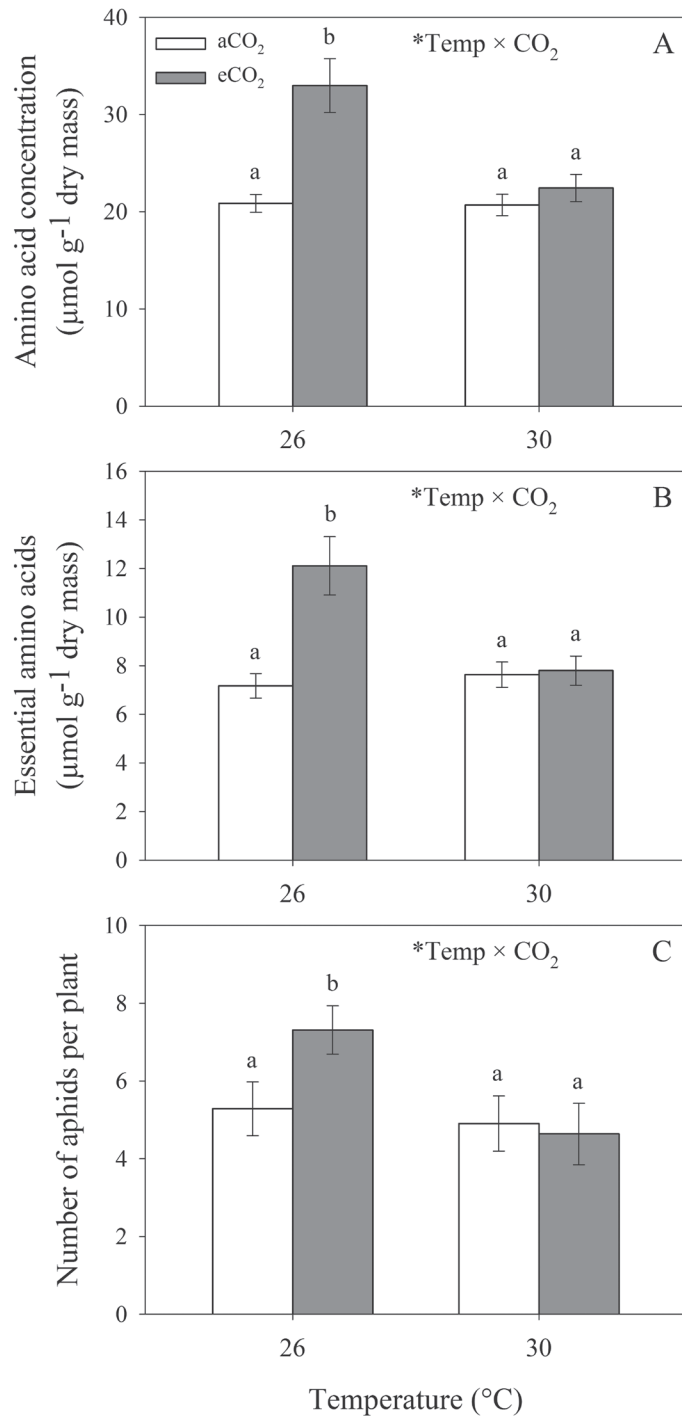 Amino acid concentration
(µmol g⁻¹ dry mass)
40
30
20
10
0
aCO₂
eCO₂
*Temp × CO₂
A
a
b
a
a
26
30
Essential amino acids
(µmol g⁻¹ dry mass)
16
14
12
10
8
6
4
2
0
*Temp × CO₂
B
a
b
a
a
26
30
Number of aphids per plant
10
8
6
4
2
0
*Temp × CO₂
C
a
b
a
a
26
30
Temperature (°C)